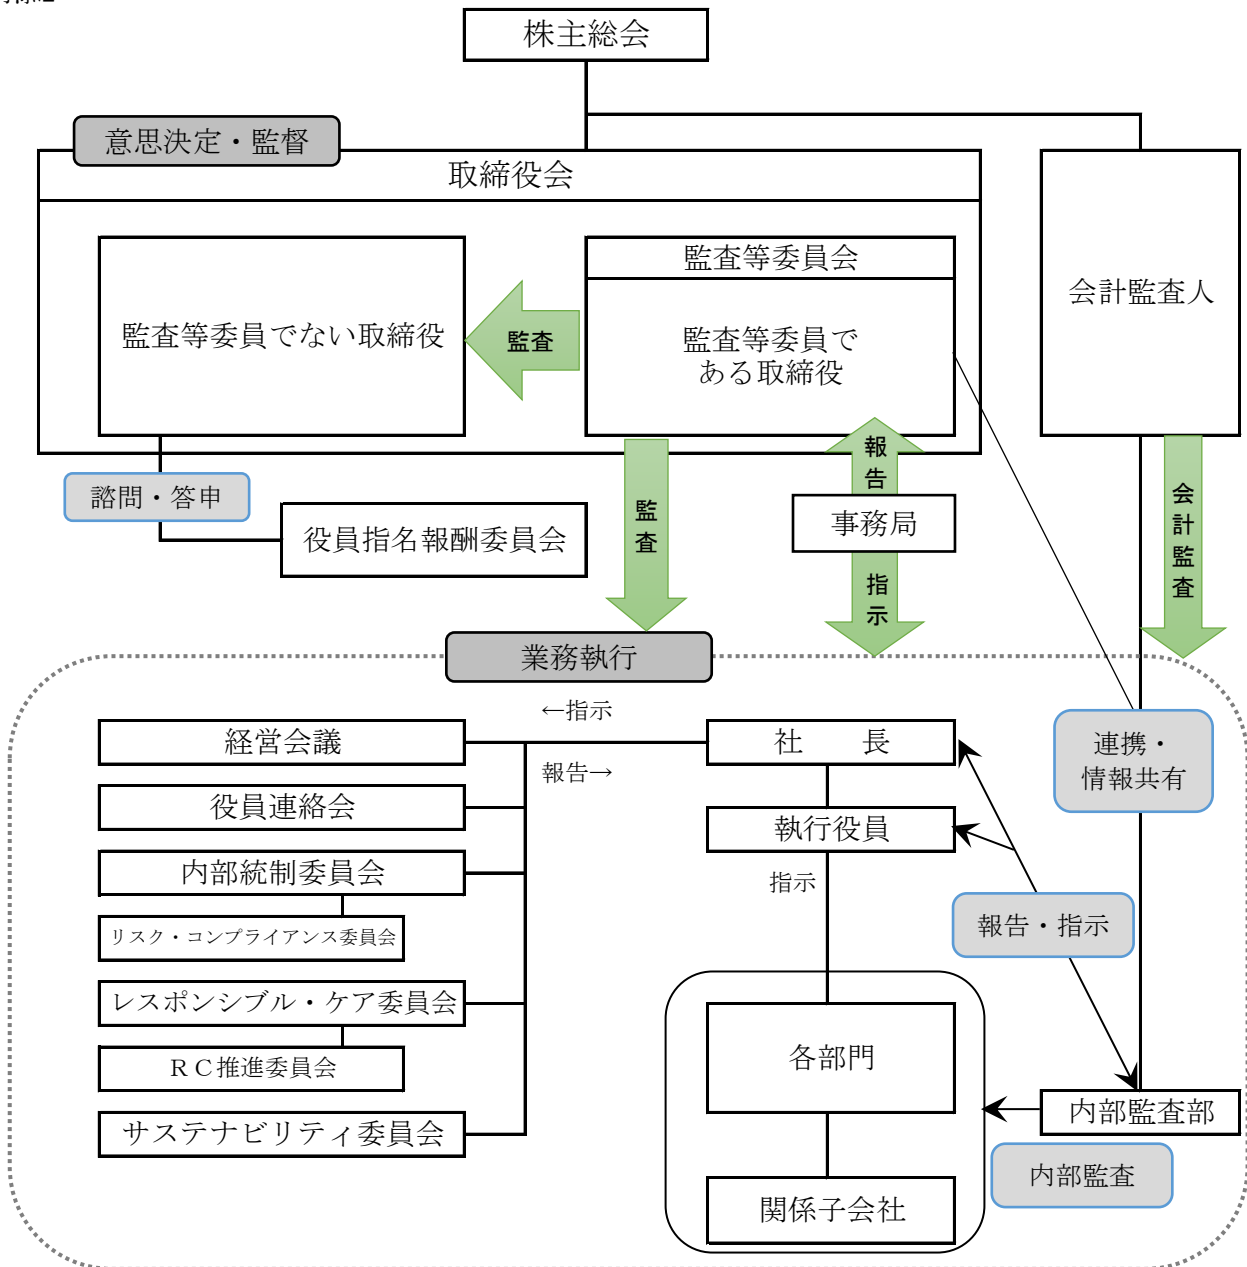 株主総会
意思決定・監督
取締役会
監査等委員会
会計監査人
監査等委員でない取締役
監査
監査等委員で
ある取締役
報告
諮問・答申
役員指名報酬委員会
監査
事務局
会計監査
指示
業務執行
←指示
経営会議
社　長
連携・
情報共有
報告→
役員連絡会
執行役員
内部統制委員会
指示
リスク・コンプライアンス委員会
報告・指示
レスポンシブル・ケア委員会
ＲＣ推進委員会
各部門
内部監査部
サステナビリティ委員会
内部監査
関係子会社